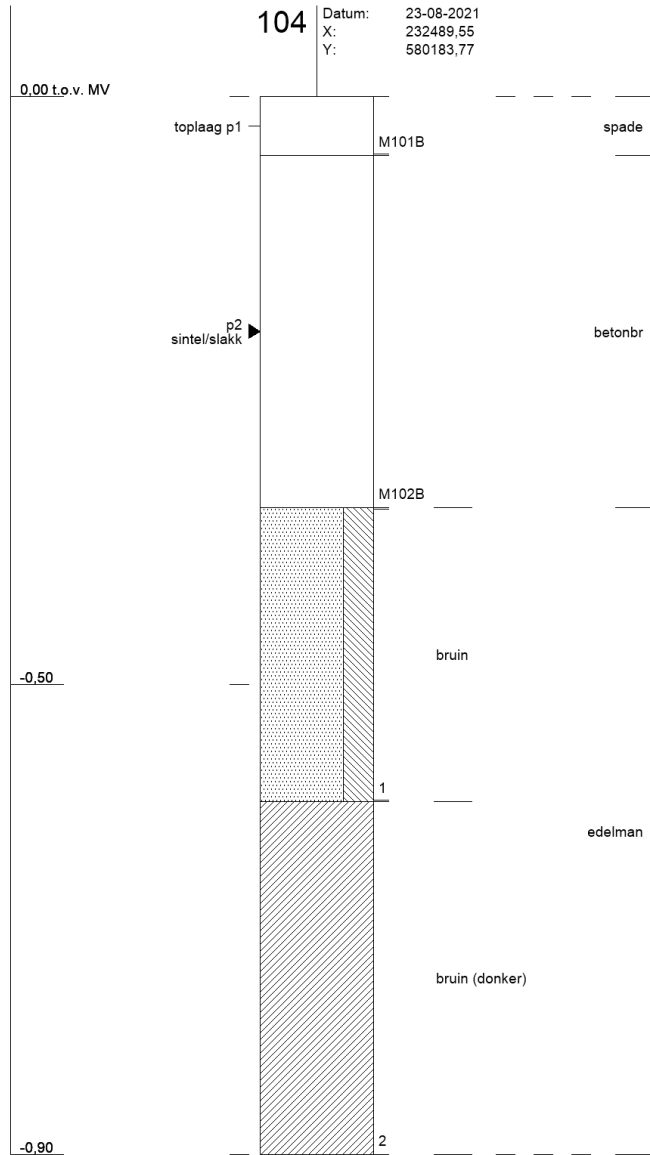 104
Datum: 23-08-2021
X: 232489,55
Y: 580183,77
0,00 t.o.v. MV
toplaag p1
spade
M101B
p2
sintel/slakk
betonbr
M102B
bruin
-0,50
1
edelman
bruin (donker)
2
-0,90